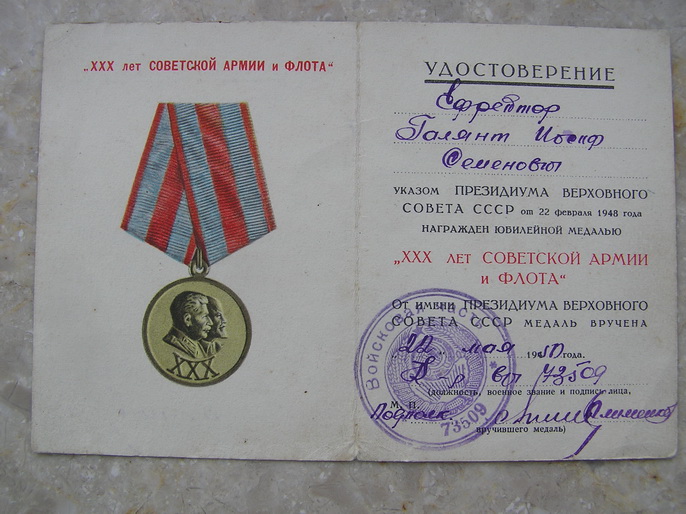 „XXX лет СОВЕТСКОЙ АРМИИ и ФЛОТА“
XXX
УДОСТОВЕРЕНИЕ
Ефрейтор
Галянт Иосиф
Семенович
УКАЗОМ ПРЕЗИДИУМА ВЕРХОВНОГО
СОВЕТА СССР от 22 февраля 1948 года
НАГРАЖДЕН ЮБИЛЕЙНОЙ МЕДАЛЬЮ
„XXX ЛЕТ СОВЕТСКОЙ АРМИИ
и ФЛОТА“
От имени ПРЕЗИДИУМА ВЕРХОВНОГО
СОВЕТА СССР МЕДАЛЬ ВРУЧЕНА
мая 1950 года.
73509
(должность, военное звание и подпись лица,
М. П.
Подполк.
вручившего медаль)
Войсковая часть
73509